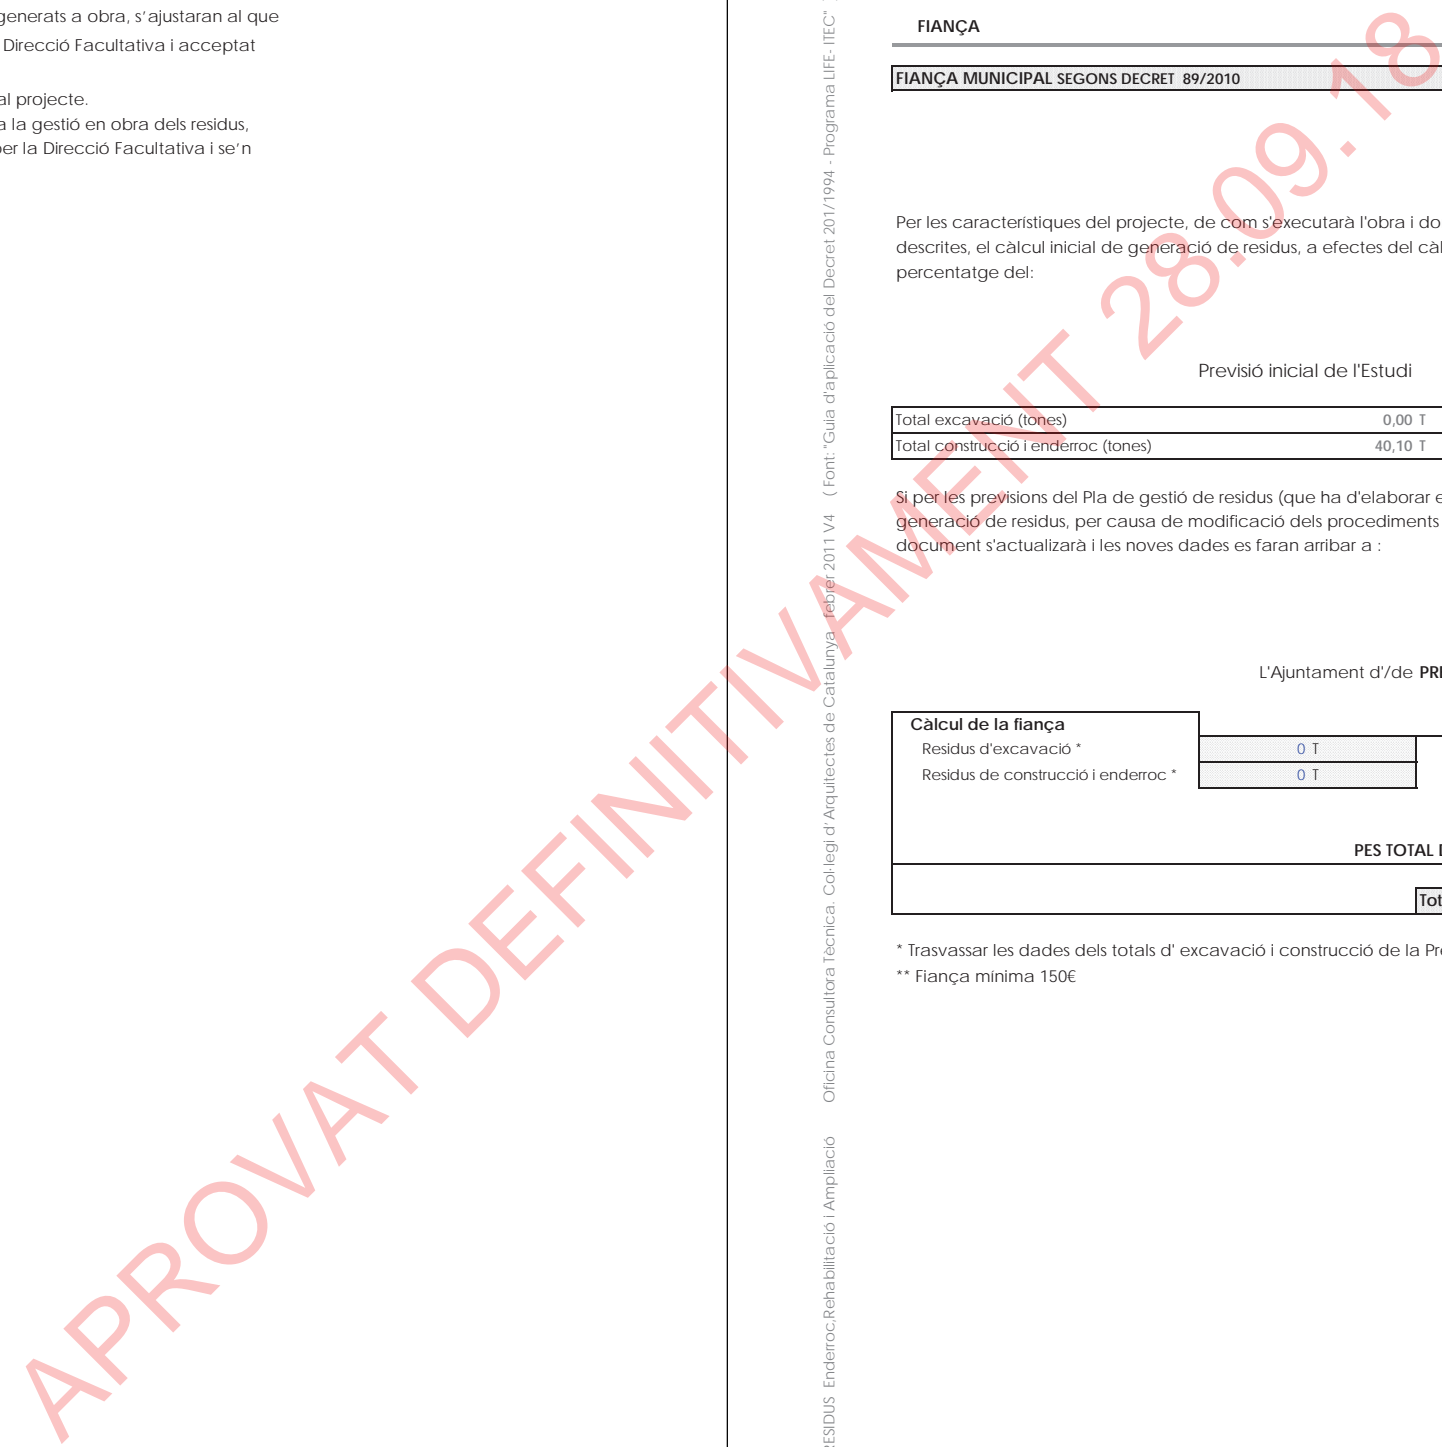 generats a obra, s'ajustaran al que
Direcció Facultativa i acceptat
al projecte.
a la gestió en obra dels residus,
per la Direcció Facultativa i se'n
RESIDUS Enderroc,Rehabilitació i Ampliació Oficina Consultora Tècnica. Col·legi d'Arquitectes de Catalunya febrer 2011 V4 ( Font: "Guia d'aplicació del Decret 201/1994 - Programa LIFE- ITEC"
FIANÇA
FIANÇA MUNICIPAL SEGONS DECRET 89/2010
Per les característiques del projecte, de com s'executarà l'obra i do
descrites, el càlcul inicial de generació de residus, a efectes del càl
percentatge del:
Previsió inicial de l'Estudi
Total excavació (tones) 0,00 T
Total construcció i enderroc (tones) 40,10 T
Si per les previsions del Pla de gestió de residus (que ha d'elaborar e
generació de residus, per causa de modificació dels procediments
document s'actualizarà i les noves dades es faran arribar a :
L'Ajuntament d'/de PRE
Càlcul de la fiança
Residus d'excavació * 0 T
Residus de construcció i enderroc * 0 T
PES TOTAL D
Tot
* Trasvassar les dades dels totals d' excavació i construcció de la Pre
** Fiança mínima 150€
APROVAT DEFINITIVAMENT 28.09.18